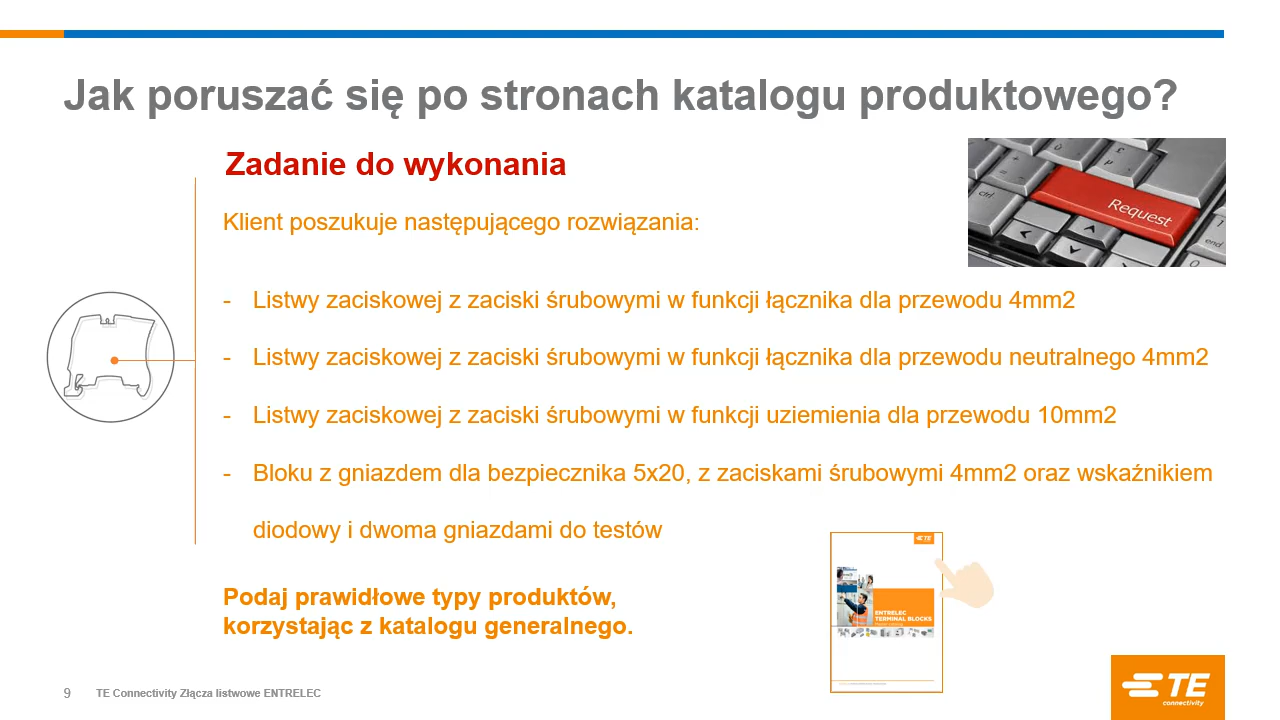 Jak poruszać się po stronach katalogu produktowego?
Zadanie do wykonania
Klient poszukuje następującego rozwiązania:
Request
ctrl
end
- Listwy zaciskowej z zaciski śrubowymi w funkcji łącznika dla przewodu 4mm2
- Listwy zaciskowej z zaciski śrubowymi w funkcji łącznika dla przewodu neutralnego 4mm2
- Listwy zaciskowej z zaciski śrubowymi w funkcji uziemienia dla przewodu 10mm2
- Bloku z gniazdem dla bezpiecznika 5x20, z zaciskami śrubowymi 4mm2 oraz wskaźnikiem
diodowy i dwoma gniazdami do testów
TE
ENTRELEC
TERMINAL BLOCKS
Podaj prawidłowe typy produktów,
korzystając z katalogu generalnego.
9 TE Connectivity Złącza listwowe ENTRELEC
TE
connectivity